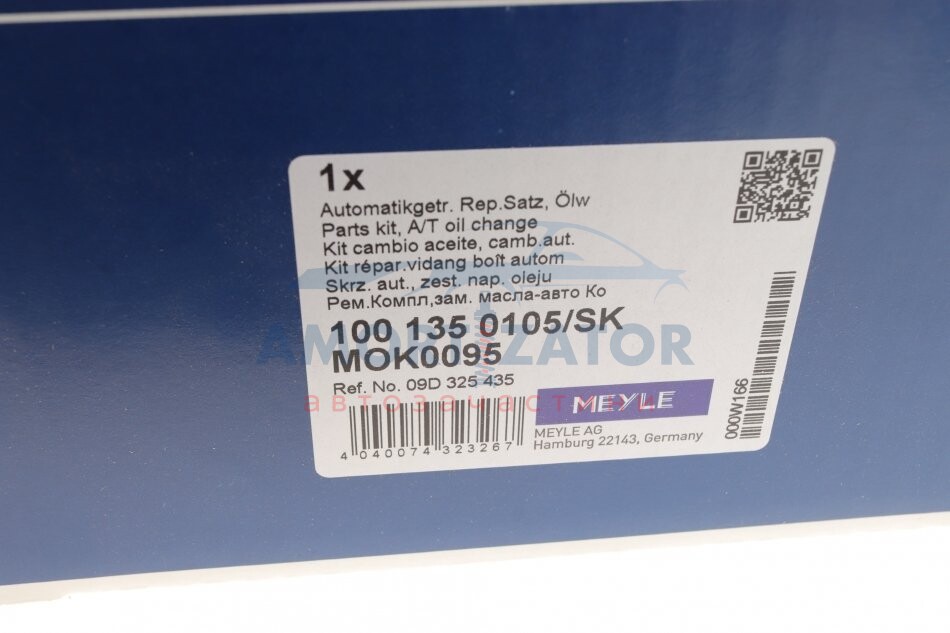 1x
Automatikgetr. Rep.Satz, Ölw
Parts kit, A/T oil change
Kit cambio aceite, camb.aut.
Kit répar.vidang boît autom
Skrz. aut., zest. nap. oleju
Рем.Компл,зам. масла-авто Ко
100 135 0105/SK
MOK0095
AMORTIZATOR
Ref. No. 09D 325 435
автозапчастини
MEYLE
MEYLE AG
Hamburg 22143, Germany
4 040074 323267
000W166